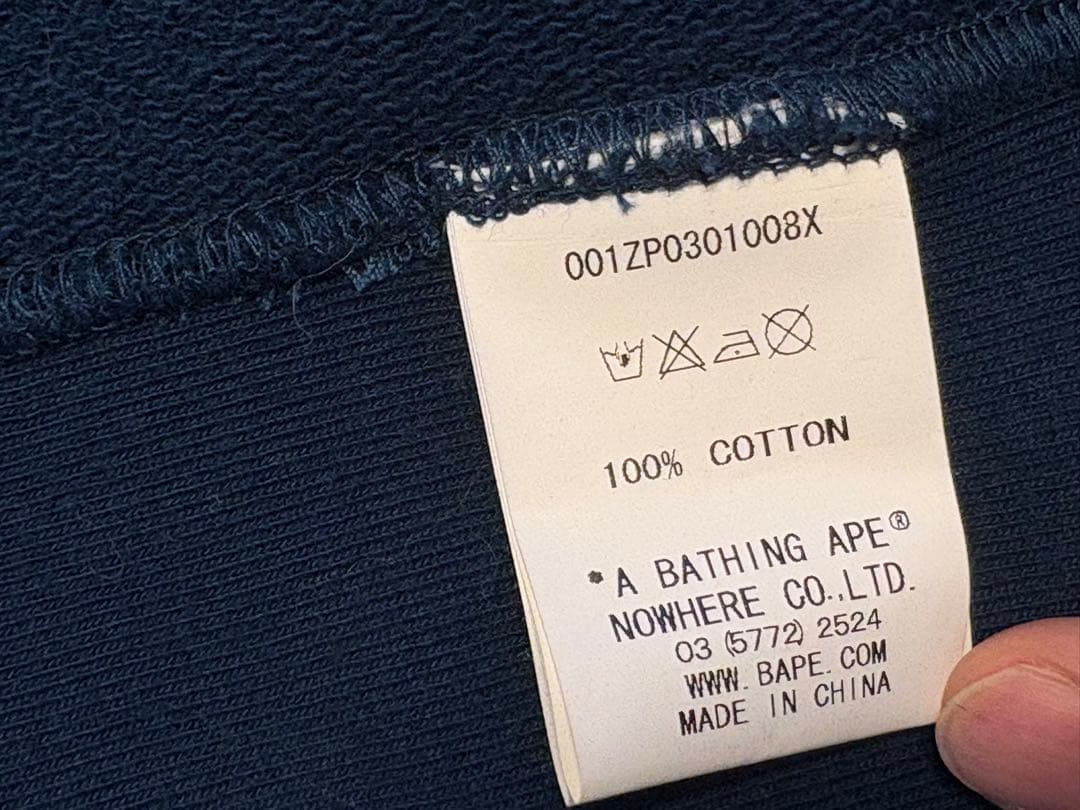 001ZP0301008X
100% COTTON
*A BATHING APE®
NOWHERE CO.,LTD.
03 (5772) 2524
WWW.BAPE.COM
MADE IN CHINA